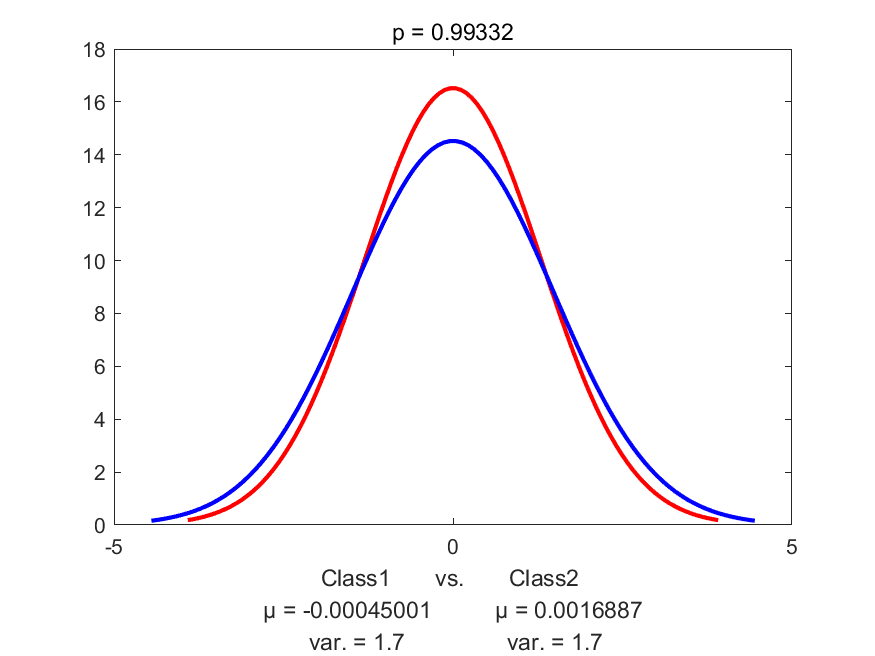 p = 0.99332
18
16
14
12
10
8
6
4
2
0
-5 0 5
Class1 vs. Class2
μ = -0.00045001 μ = 0.0016887
var. = 1.7 var. = 1.7